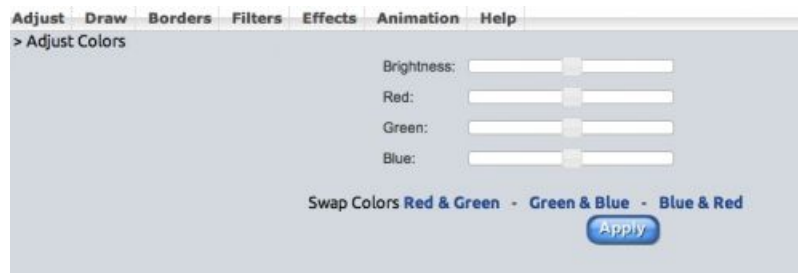 Adjust Draw Borders Filters Effects Animation Help
> Adjust Colors
Brightness:
Red:
Green:
Blue:
Swap Colors Red & Green - Green & Blue - Blue & Red
Apply